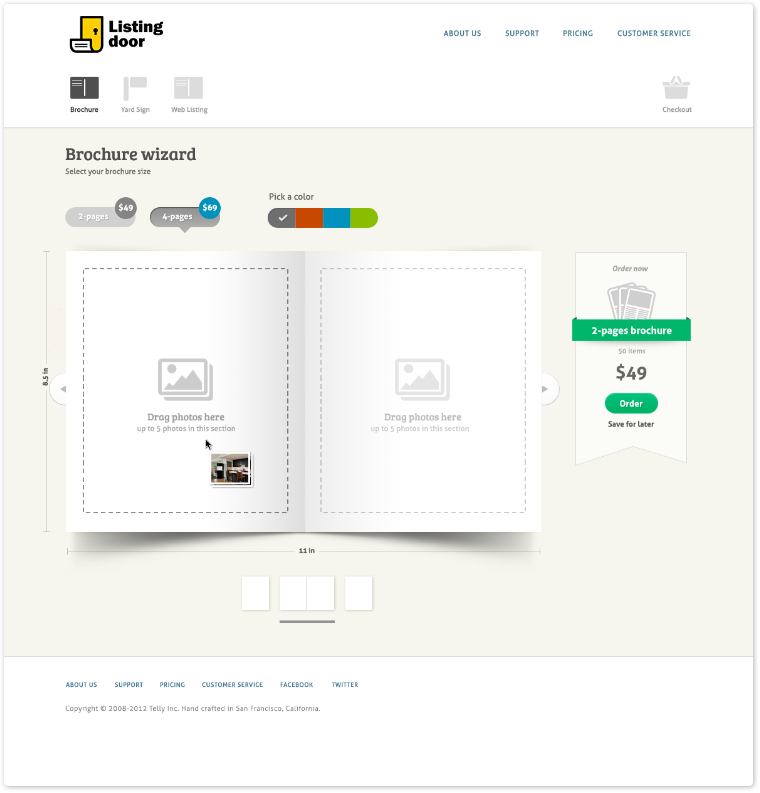 Listing
door
ABOUT US
SUPPORT
PRICING
CUSTOMER SERVICE
Brochure
Yard Sign
Web Listing
Checkout
Brochure wizard
Select your brochure size
2-pages
$49
4-pages
$69
Pick a color
8.5 in
Drag photos here
up to 5 photos in this section
Drag photos here
up to 5 photos in this section
11 in
Order now
2-pages brochure
50 items
$49
Order
Save for later
ABOUT US
SUPPORT
PRICING
CUSTOMER SERVICE
FACEBOOK
TWITTER
Copyright © 2008-2012 Telly Inc. Hand crafted in San Francisco, California.